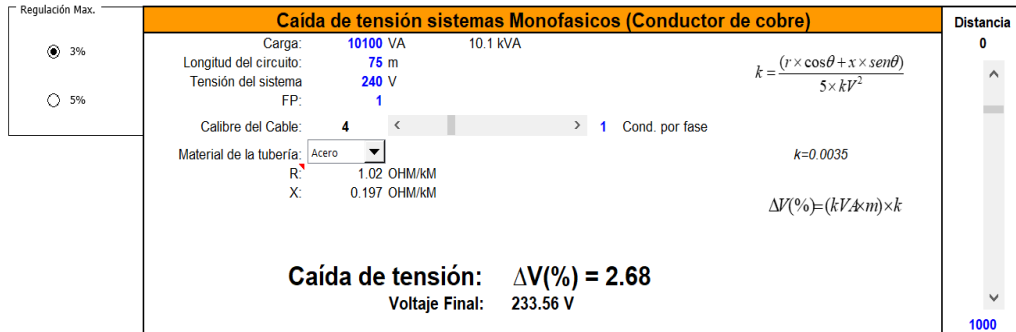 Regulación Max.
3%
5%
Caída de tensión sistemas Monofasicos (Conductor de cobre)
Carga: 10100 VA 10.1 kVA
Longitud del circuito: 75 m
Tensión del sistema 240 V
FP: 1
k = (r × cosθ + x × senθ) / 5 × kV²
Calibre del Cable: 4 1 Cond. por fase
Material de la tubería: Acero
k=0.0035
R: 1.02 OHM/kM
X: 0.197 OHM/kM
ΔV(%)=(kVA×m)×k
Caída de tensión: ΔV(%) = 2.68
Voltaje Final: 233.56 V
Distancia
0
1000